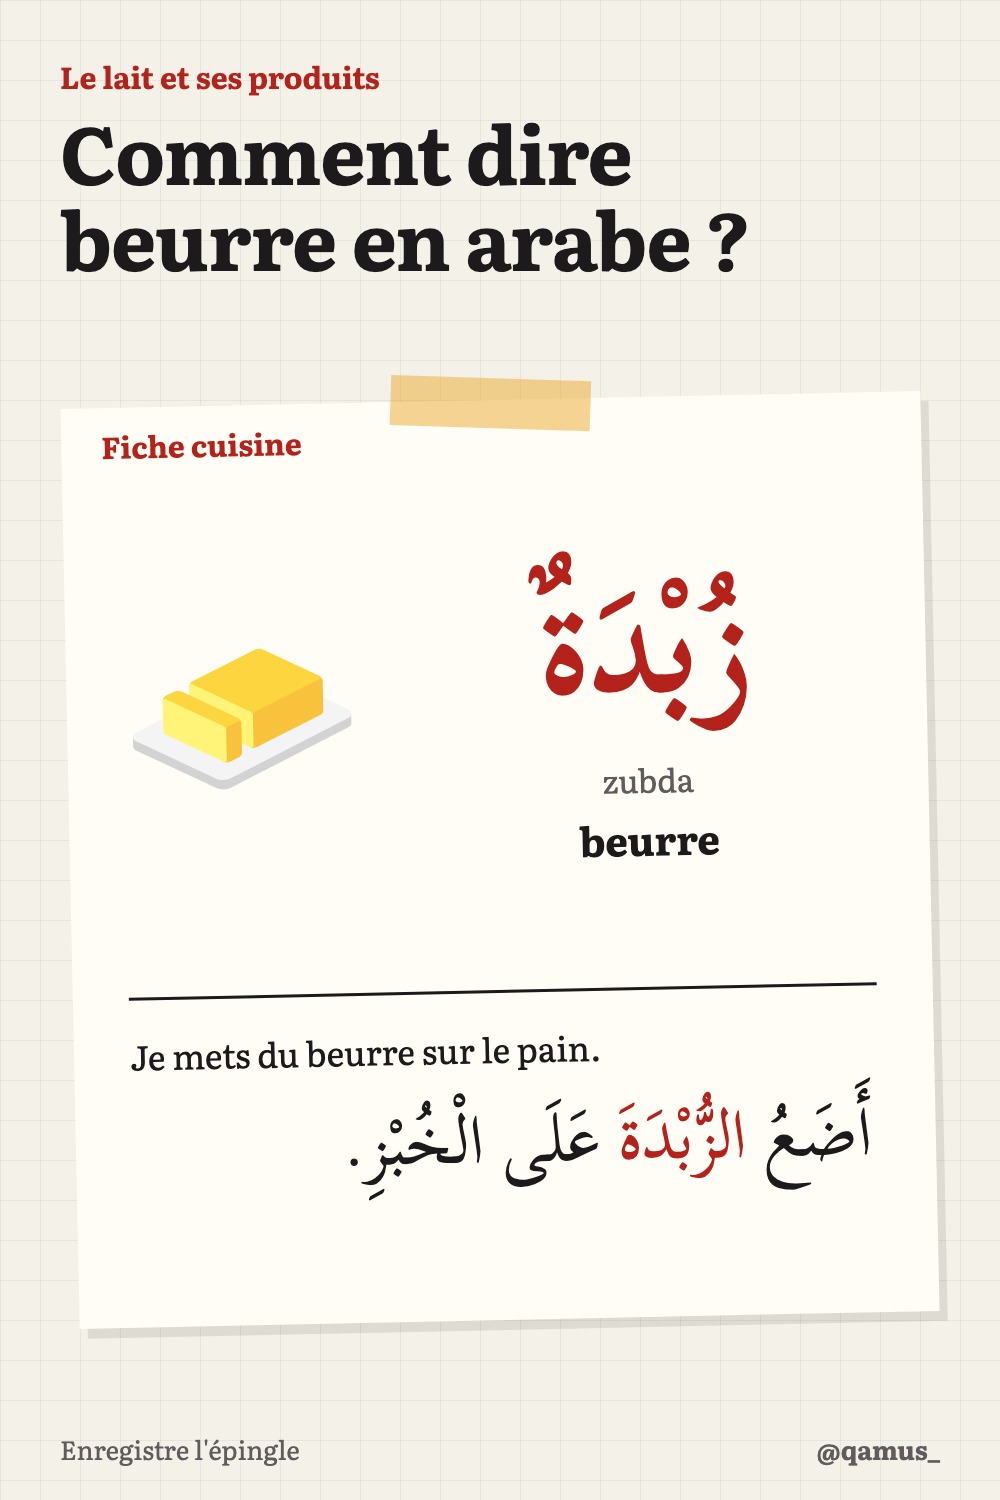 Le lait et ses produits
Comment dire
beurre en arabe ?
Fiche cuisine
زُبْدَةٌ
zubda
beurre
Je mets du beurre sur le pain.
أَضَعُ الزُّبْدَةَ عَلَى الْخُبْزِ.
Enregistre l'épingle
@qamus_